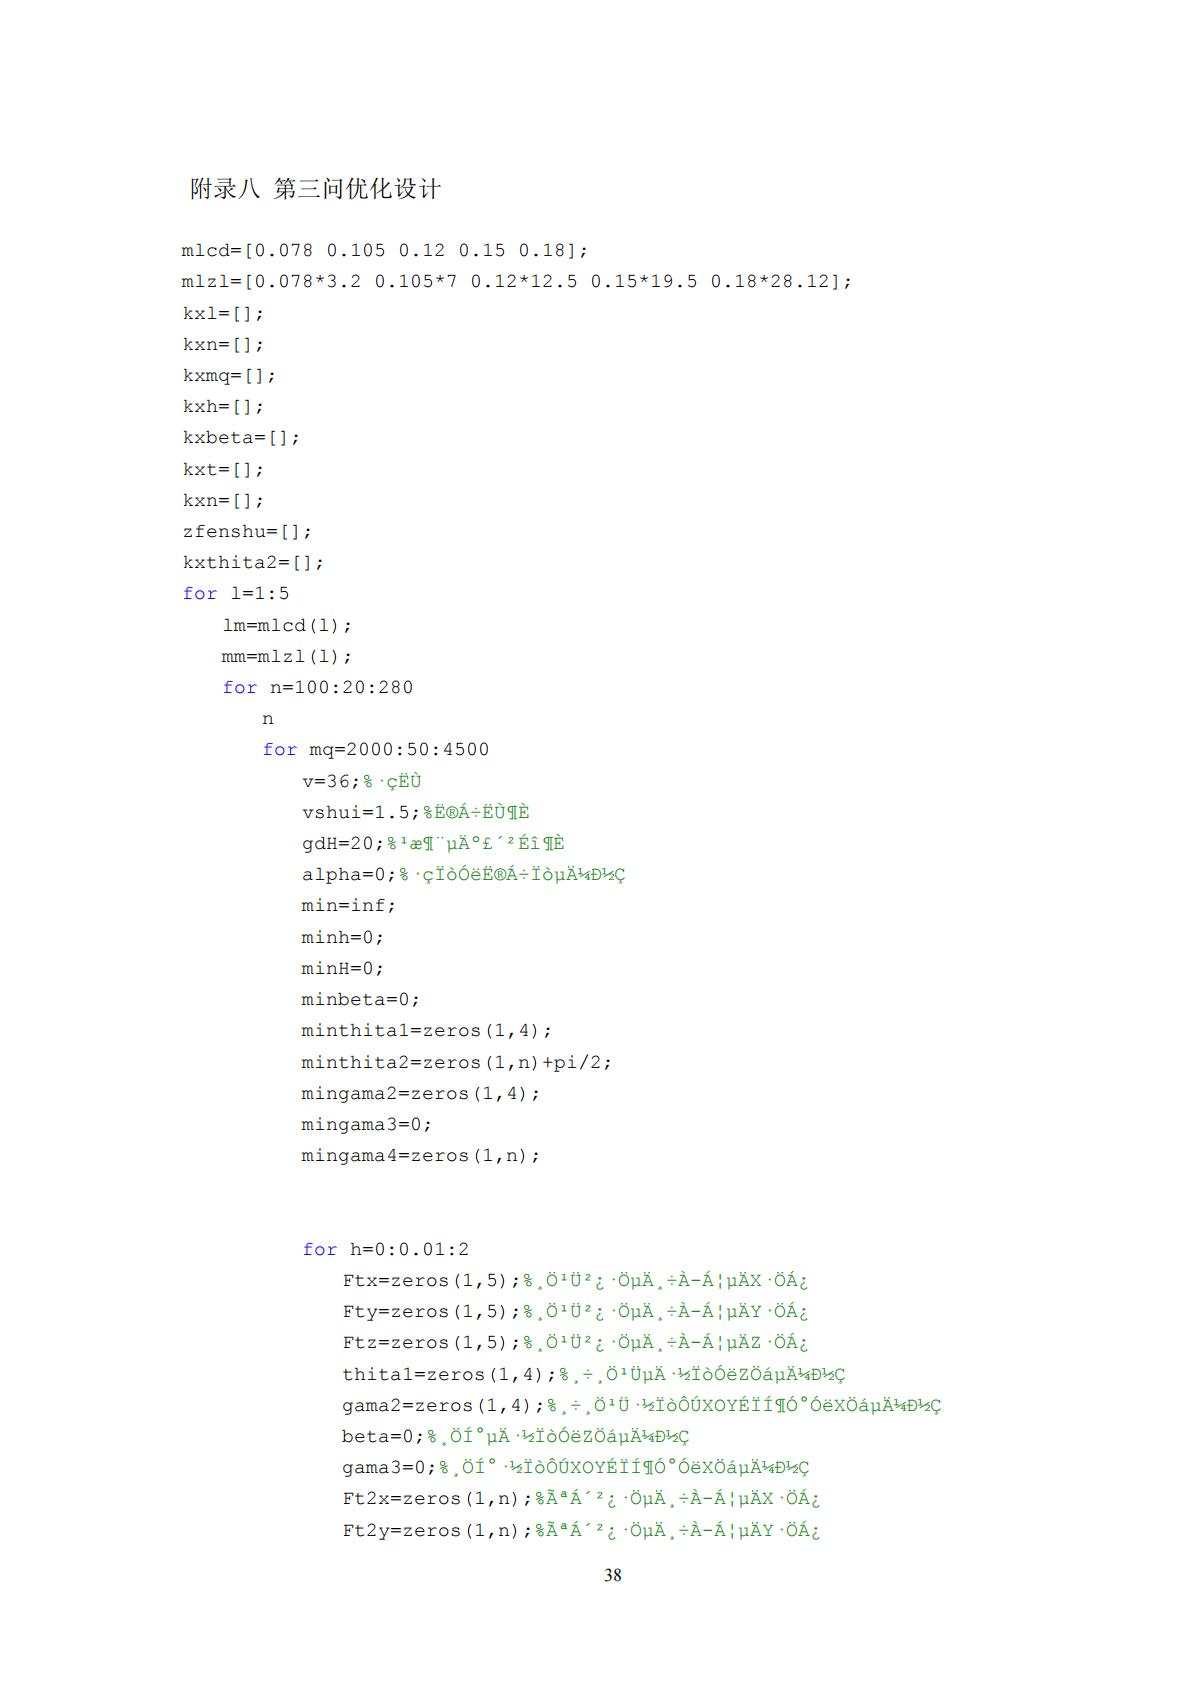 附录八 第三问优化设计
mlcd=[0.078 0.105 0.12 0.15 0.18];
mlzl=[0.078*3.2 0.105*7 0.12*12.5 0.15*19.5 0.18*28.12];
kxl=[];
kxn=[];
kxmq=[];
kxh=[];
kxbeta=[];
kxt=[];
kxn=[];
zfenshu=[];
kxthita2=[];
for l=1:5
lm=mlcd(l);
mm=mlzl(l);
for n=100:20:280
n
for mq=2000:50:4500
v=36;%·çËÙ
vshui=1.5;%Ë®Á÷ËÙ¶È
gdH=20;%¹æ¶¨µÄº£´²Éî¶È
alpha=0;%·çÏòÓëË®Á÷ÏòµÄ¼Ð½Ç
min=inf;
minh=0;
minH=0;
minbeta=0;
minthita1=zeros(1,4);
minthita2=zeros(1,n)+pi/2;
mingama2=zeros(1,4);
mingama3=0;
mingama4=zeros(1,n);
for h=0:0.01:2
Ftx=zeros(1,5);%¸Ö¹Ü²¿·ÖµÄ¸÷À­Á¦µÄX·ÖÁ¿
Fty=zeros(1,5);%¸Ö¹Ü²¿·ÖµÄ¸÷À­Á¦µÄY·ÖÁ¿
Ftz=zeros(1,5);%¸Ö¹Ü²¿·ÖµÄ¸÷À­Á¦µÄZ·ÖÁ¿
thita1=zeros(1,4);%¸÷¸Ö¹ÜµÄ·½ÏòÓëZÖáµÄ¼Ð½Ç
gama2=zeros(1,4);%¸÷¸Ö¹Ü·½ÏòÔÚXOYÉÏÍ¶Ó°ÓëXÖáµÄ¼Ð½Ç
beta=0;%¸ÖÍ°µÄ·½ÏòÓëZÖáµÄ¼Ð½Ç
gama3=0;%¸ÖÍ°·½ÏòÔÚXOYÉÏÍ¶Ó°ÓëXÖáµÄ¼Ð½Ç
Ft2x=zeros(1,n);%ÃªÁ´²¿·ÖµÄ¸÷À­Á¦µÄX·ÖÁ¿
Ft2y=zeros(1,n);%ÃªÁ´²¿·ÖµÄ¸÷À­Á¦µÄY·ÖÁ¿
38